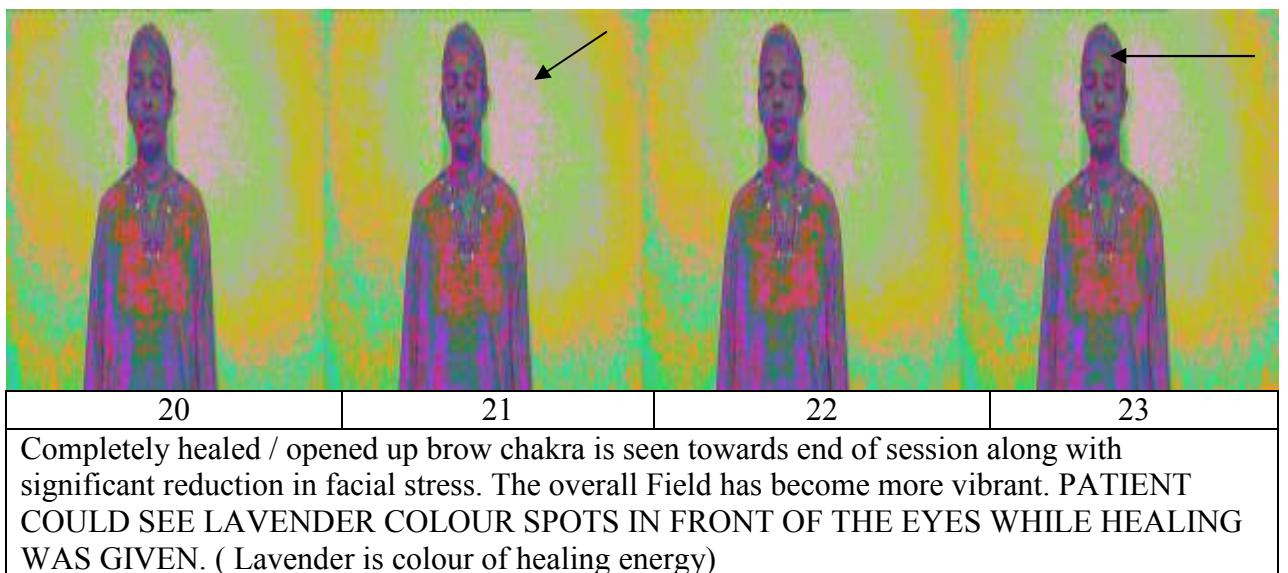 20 21 22 23
Completely healed / opened up brow chakra is seen towards end of session along with
significant reduction in facial stress. The overall Field has become more vibrant. PATIENT
COULD SEE LAVENDER COLOUR SPOTS IN FRONT OF THE EYES WHILE HEALING
WAS GIVEN. ( Lavender is colour of healing energy)